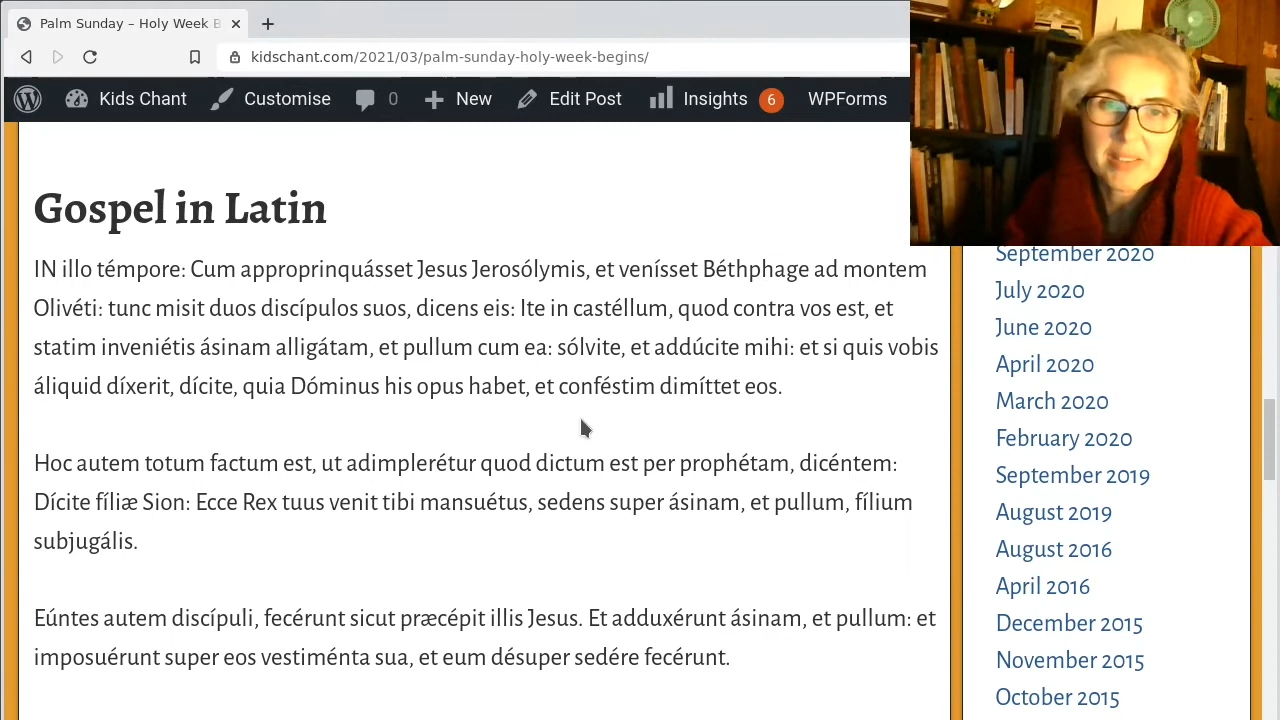 Palm Sunday – Holy Week B
kidschant.com/2021/03/palm-sunday-holy-week-begins/
Kids Chant Customise 0 New Edit Post Insights 6 WPForms
Gospel in Latin
IN illo témpore: Cum approprinquásset Jesus Jerosólymis, et venísset Béthphage ad montem
Olivéti: tunc misit duos discípulos suos, dicens eis: Ite in castéllum, quod contra vos est, et
statim inveniétis ásinam alligátam, et pullum cum ea: sólvite, et addúcite mihi: et si quis vobis
áliquid díxerit, dícite, quia Dóminus his opus habet, et conféstim dimíttet eos.
Hoc autem totum factum est, ut adimplerétur quod dictum est per prophétam, dicéntem:
Dícite fíliæ Sion: Ecce Rex tuus venit tibi mansuétus, sedens super ásinam, et pullum, fílium
subjugális.
Eúntes autem discípuli, fecérunt sicut præcépit illis Jesus. Et adduxérunt ásinam, et pullum: et
imposuérunt super eos vestiménta sua, et eum désuper sedére fecérunt.
September 2020
July 2020
June 2020
April 2020
March 2020
February 2020
September 2019
August 2019
August 2016
April 2016
December 2015
November 2015
October 2015